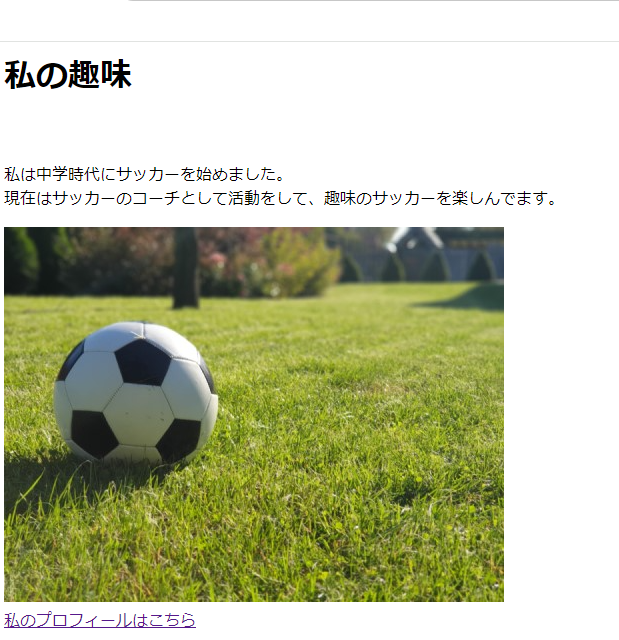 私の趣味
私は中学時代にサッカーを始めました。
現在はサッカーのコーチとして活動をして、趣味のサッカーを楽しんでます。
私のプロフィールはこちら